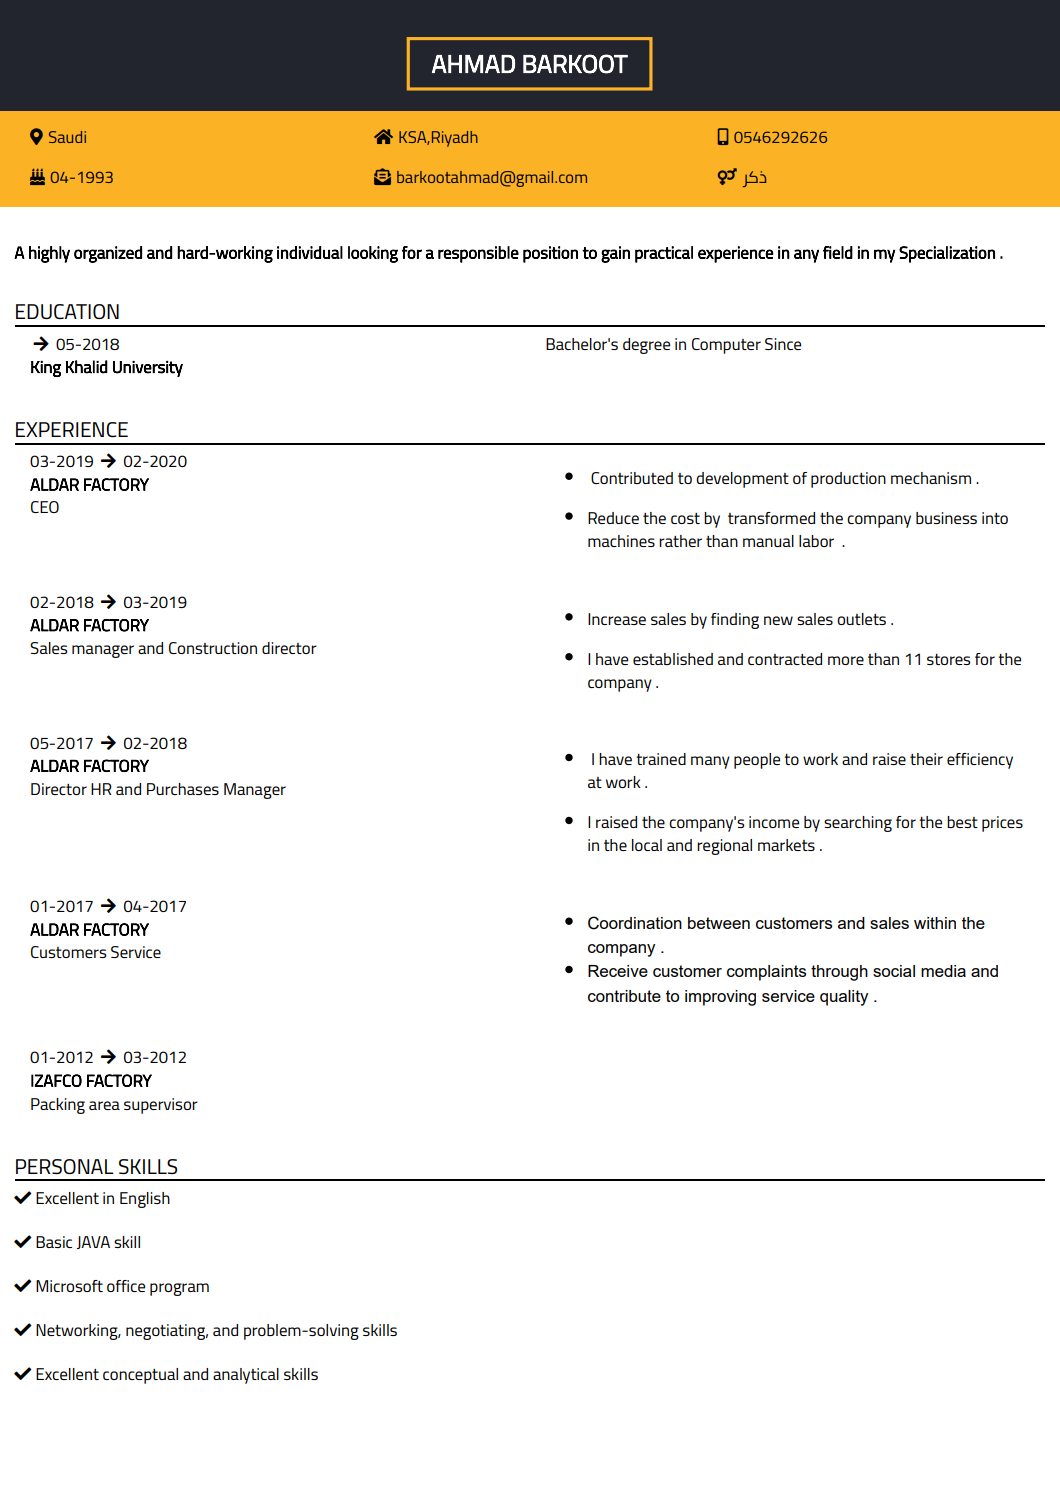 AHMAD BARKOOT
Saudi
KSA,Riyadh
0546292626
04-1993
barkootahmad@gmail.com
ذكر
A highly organized and hard-working individual looking for a responsible position to gain practical experience in any field in my Specialization .
EDUCATION
→ 05-2018
King Khalid University
Bachelor's degree in Computer Since
EXPERIENCE
03-2019 → 02-2020
ALDAR FACTORY
CEO
• Contributed to development of production mechanism .
• Reduce the cost by transformed the company business into
machines rather than manual labor .
02-2018 → 03-2019
ALDAR FACTORY
Sales manager and Construction director
• Increase sales by finding new sales outlets .
• I have established and contracted more than 11 stores for the
company .
05-2017 → 02-2018
ALDAR FACTORY
Director HR and Purchases Manager
• I have trained many people to work and raise their efficiency
at work .
• I raised the company's income by searching for the best prices
in the local and regional markets .
01-2017 → 04-2017
ALDAR FACTORY
Customers Service
• Coordination between customers and sales within the
company .
• Receive customer complaints through social media and
contribute to improving service quality .
01-2012 → 03-2012
IZAFCO FACTORY
Packing area supervisor
PERSONAL SKILLS
✔ Excellent in English
✔ Basic JAVA skill
✔ Microsoft office program
✔ Networking, negotiating, and problem-solving skills
✔ Excellent conceptual and analytical skills